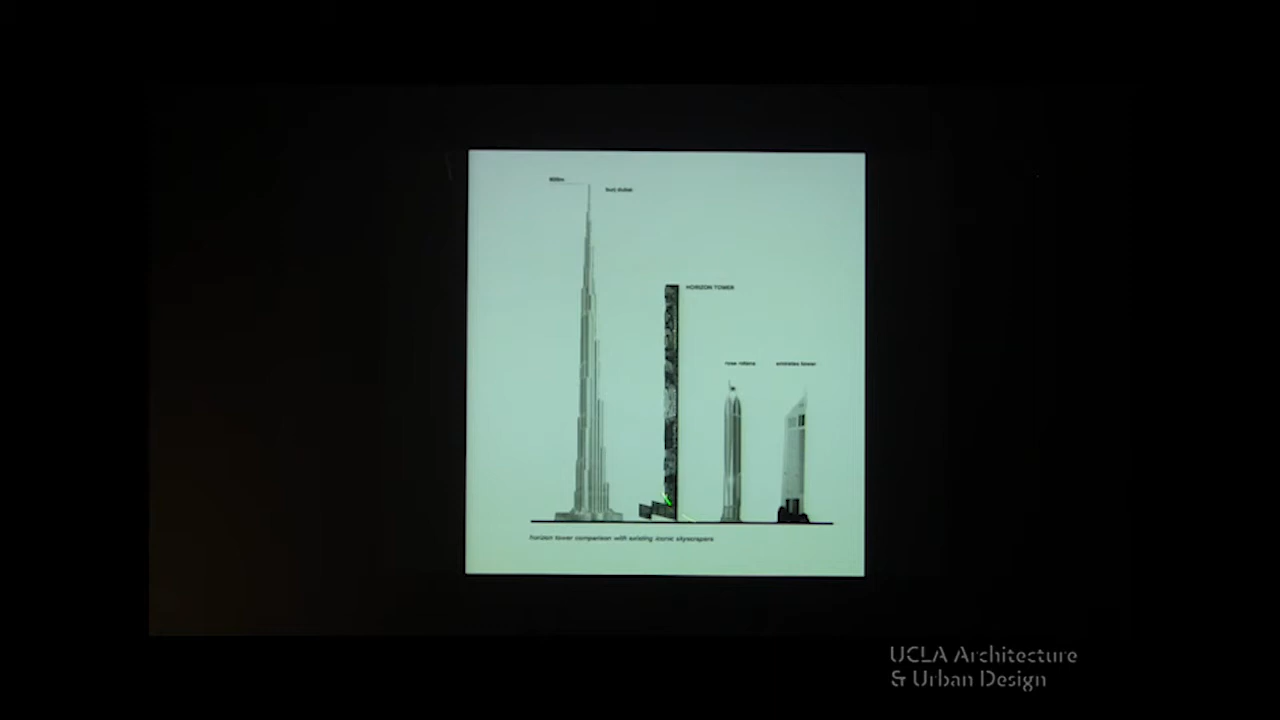 burj dubai
HORIZON TOWER
rose rotana
emirates tower
horizon tower comparison with existing iconic skyscrapers
UCLA Architecture
& Urban Design